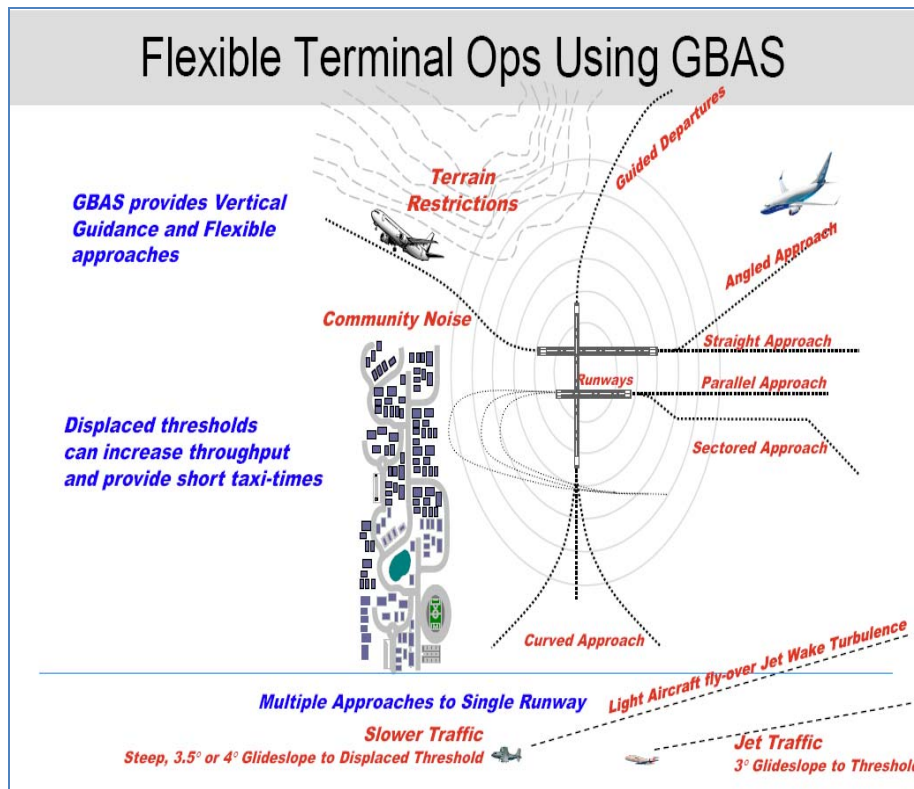 Flexible Terminal Ops Using GBAS
Guided Departures
Terrain
Restrictions
GBAS provides Vertical
Guidance and Flexible
approaches
Angled Approach
Community Noise
Straight Approach
Runways
Parallel Approach
Displaced thresholds
can increase throughput
and provide short taxi-times
Sectored Approach
Curved Approach
Light Aircraft fly-over Jet Wake Turbulence
Multiple Approaches to Single Runway
Slower Traffic
Steep, 3.5° or 4° Glideslope to Displaced Threshold
Jet Traffic
3° Glideslope to Threshold